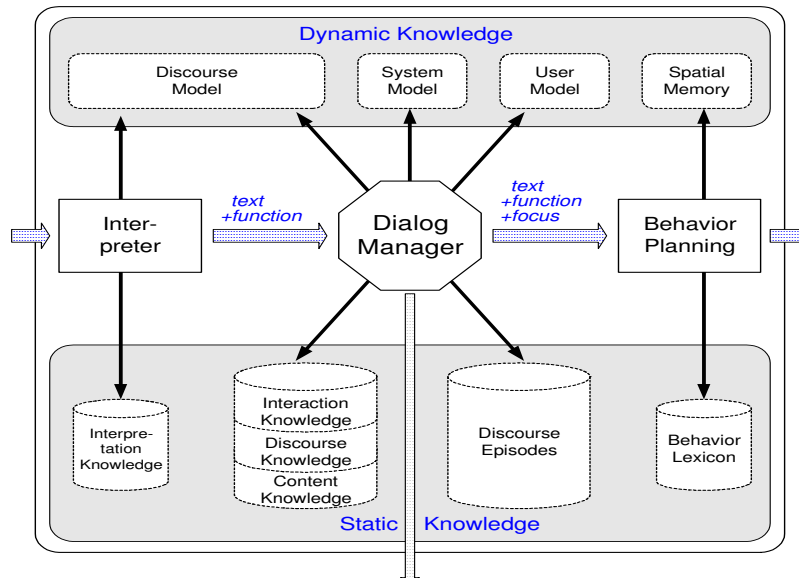 Dynamic Knowledge
Discourse
Model
System
Model
User
Model
Spatial
Memory
Inter-
preter
text
+function
Dialog
Manager
text
+function
+focus
Behavior
Planning
Interpre-
tation
Knowledge
Interaction
Knowledge
Discourse
Knowledge
Content
Knowledge
Discourse
Episodes
Behavior
Lexicon
Static Knowledge